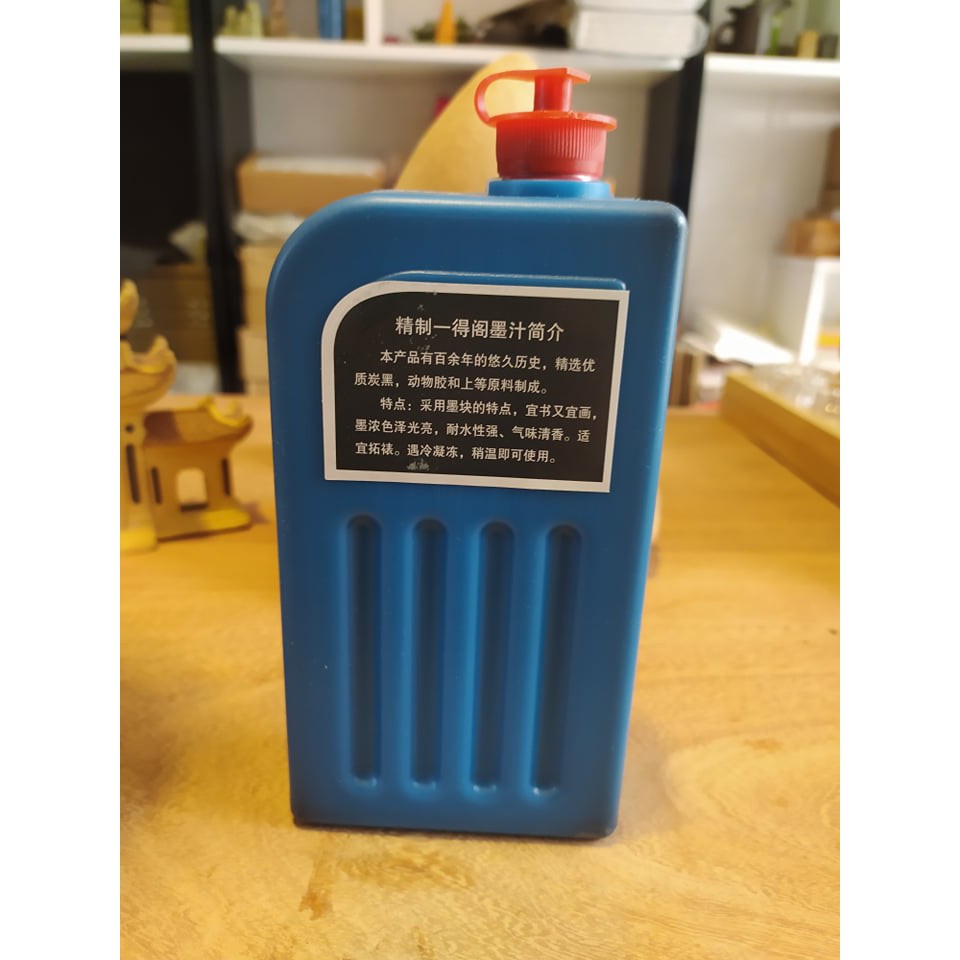 精制一得阁墨汁简介
本产品有百余年的悠久历史，精选优
质炭黑，动物胶和上等原料制成。
特点：采用墨块的特点，宜书又宜画，
墨浓色泽光亮，耐水性强、气味清香。适
宜拓裱。遇冷凝冻，稍温即可使用。